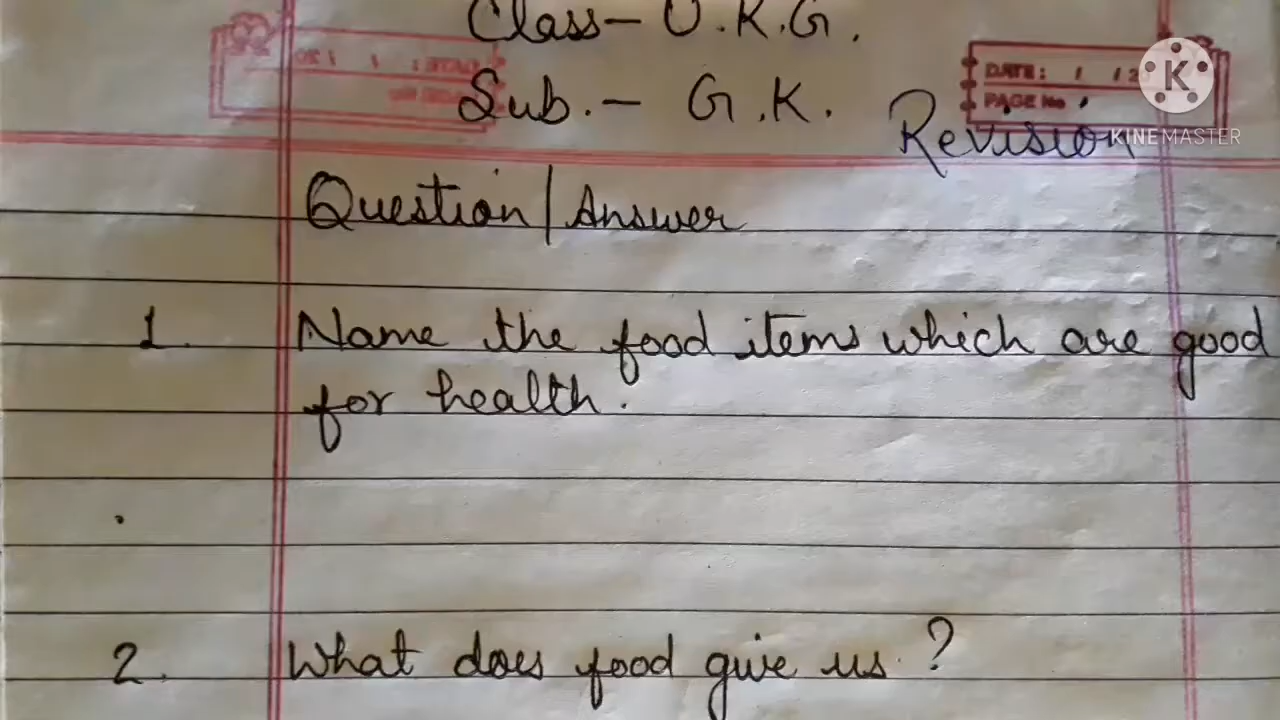 Class- U.K.G.
Sub.- G.K.
DATE: / / 2
PAGE No
K
KINEMASTER
Revision
Question/Answer
1. Name the food items which are good
for health.
2. What does food give us ?